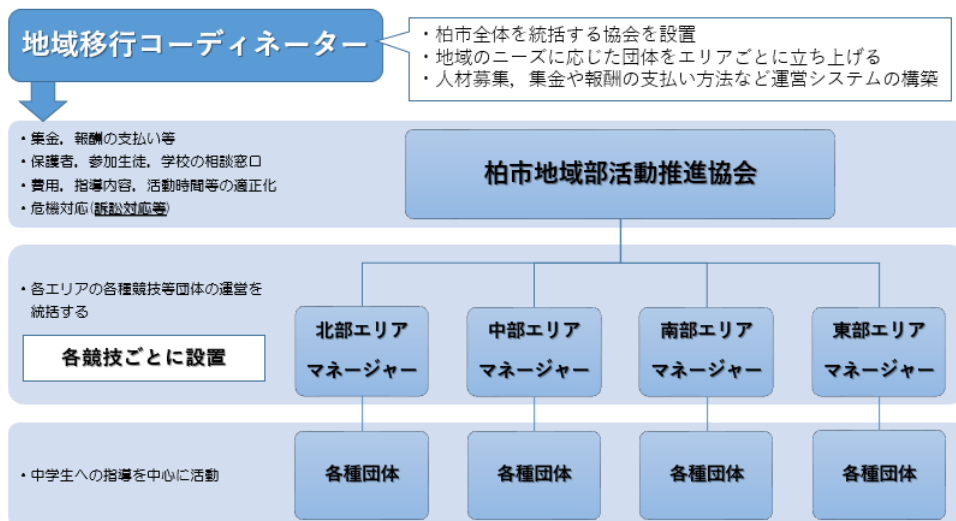 地域移行コーディネーター
・柏市全体を統括する協会を設置
・地域のニーズに応じた団体をエリアごとに立ち上げる
・人材募集，集金や報酬の支払い方法など運営システムの構築
・集金，報酬の支払い等
・保護者，参加生徒，学校の相談窓口
・費用，指導内容，活動時間等の適正化
・危機対応(訴訟対応等)
柏市地域部活動推進協会
・各エリアの各種競技等団体の運営を
統括する
各競技ごとに設置
北部エリア
マネージャー
中部エリア
マネージャー
南部エリア
マネージャー
東部エリア
マネージャー
・中学生への指導を中心に活動
各種団体
各種団体
各種団体
各種団体